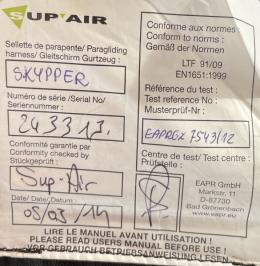 SUP'AIR
Sellette de parapente/ Paragliding
harness/ Gleitschirm Gurtzeug :
SKYPPER
Numéro de série /Serial No/
Seriennummer :
243313.
Conformité garantie par
Conformity checked by
Stückgeprüft :
Sup-Air
Date/ Date/ Datum :
05/03/14
Conforme aux normes :
Conform to norms :
Gemäß der Normen
LTF 91/09
EN1651:1999
Référence du test :
Test reference No :
Musterprüf-Nr :
EAPRGZ 7543/12
Centre de test/ Test centre :
Prüfstelle :
EAPR GmbH
Markstr. 11
D-87730
Bad Grönenbach
www.eapr.eu
LIRE LE MANUEL AVANT UTILISATION !
PLEASE READ USERS MANUAL BEFORE USE !
VOR GEBRAUCH BETRIEBSANWEISUNG LESEN